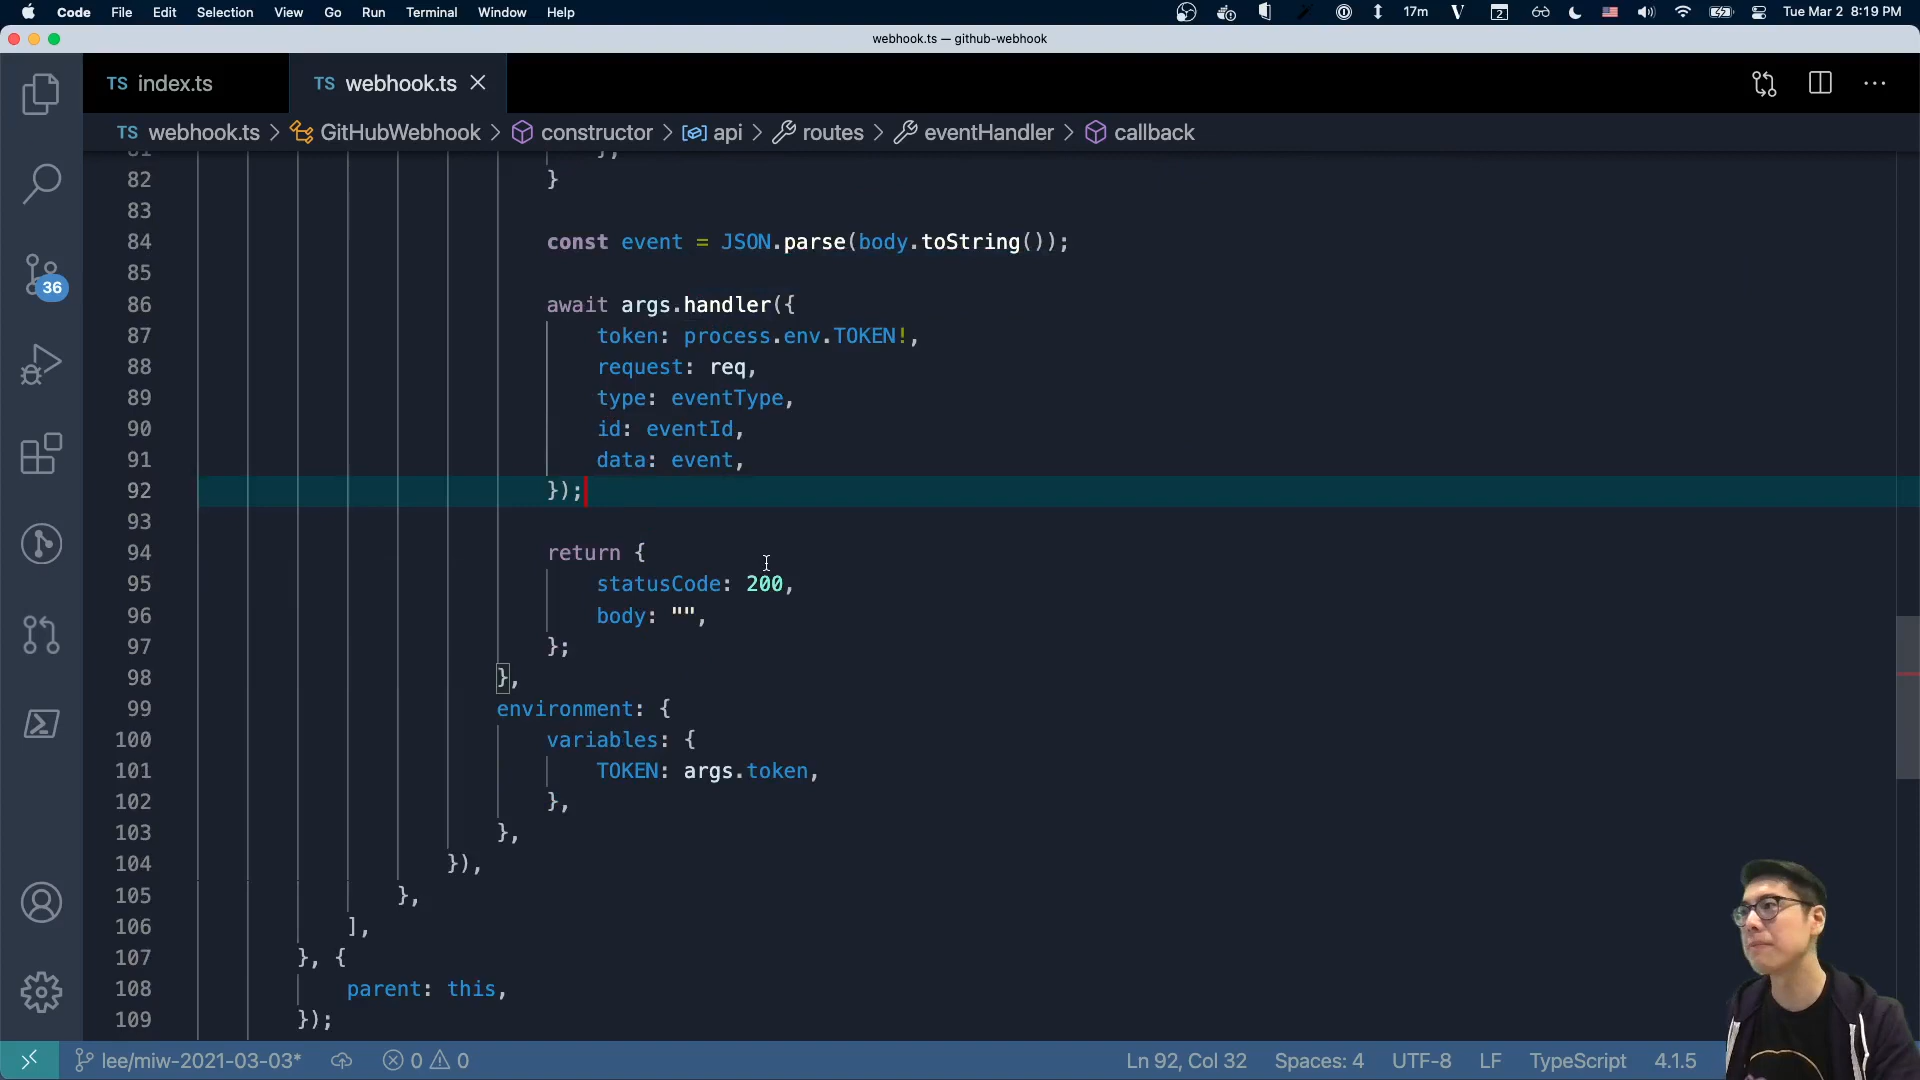 Code File Edit Selection View Go Run Terminal Window Help 17m 2 Tue Mar 2 8:19 PM
webhook.ts — github-webhook
TS index.ts TS webhook.ts
TS webhook.ts > GitHubWebhook > constructor > api > routes > eventHandler > callback
81 },
82 }
83
84 const event = JSON.parse(body.toString());
85
86 await args.handler({
87 token: process.env.TOKEN!,
88 request: req,
89 type: eventType,
90 id: eventId,
91 data: event,
92 });
93
94 return {
95 statusCode: 200,
96 body: "",
97 };
98 },
99 environment: {
100 variables: {
101 TOKEN: args.token,
102 },
103 },
104 }),
105 },
106 ],
107 }, {
108 parent: this,
109 });
36
lee/miw-2021-03-03* 0 0 Ln 92, Col 32 Spaces: 4 UTF-8 LF TypeScript 4.1.5